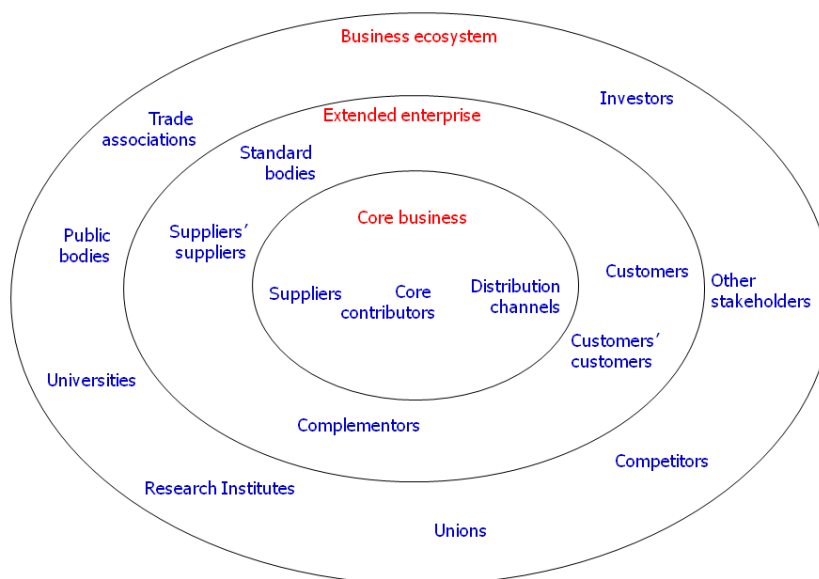 Business ecosystem
Investors
Extended enterprise
Trade
associations
Standard
bodies
Core business
Public
bodies
Suppliers’
suppliers
Suppliers
Core
contributors
Distribution
channels
Customers
Other
stakeholders
Customers’
customers
Universities
Complementors
Competitors
Research Institutes
Unions